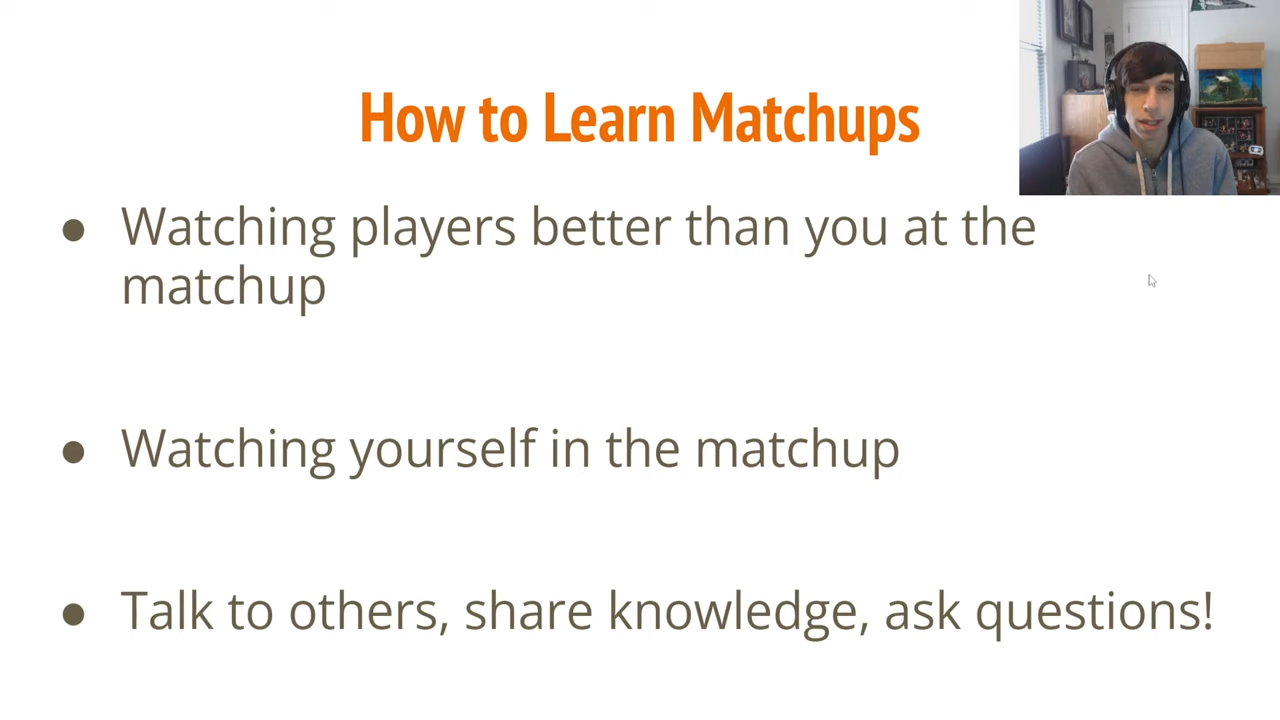 How to Learn Matchups
● Watching players better than you at the
matchup
● Watching yourself in the matchup
● Talk to others, share knowledge, ask questions!